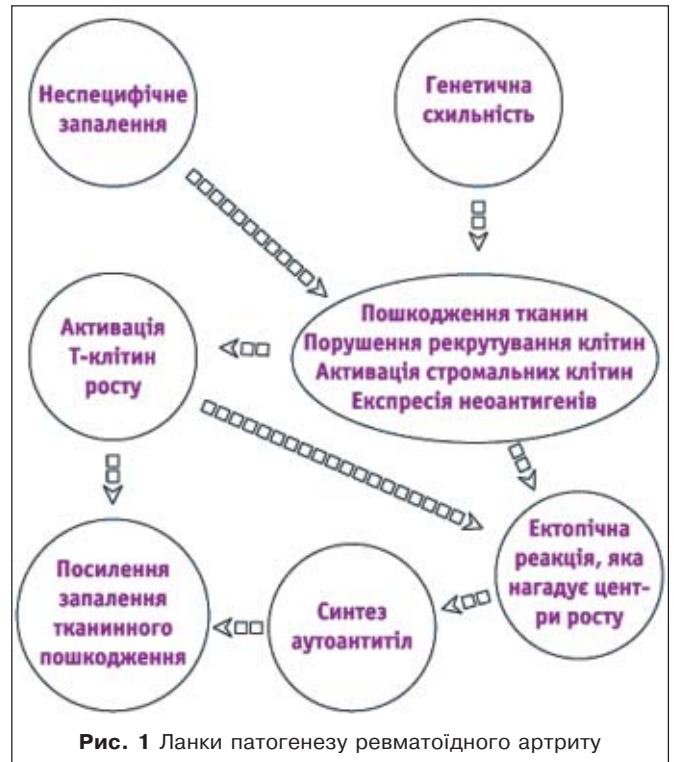 Неспецифічне
запалення
Генетична
схильність
Пошкодження тканин
Порушення рекрутування клітин
Активація стромальних клітин
Експресія неоантигенів
Активація
Т-клітин
росту
Ектопічна
реакція, яка
нагадує цент-
ри росту
Синтез
аутоантитіл
Посилення
запалення
тканинного
пошкодження
Рис. 1 Ланки патогенезу ревматоїдного артриту